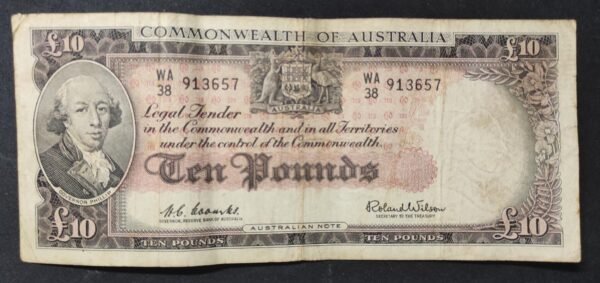 COMMONWEALTH OF AUSTRALIA
£10 £10
WA 38 913657 WA 38 913657
AUSTRALIA
Legal Tender
in the Commonwealth and in all Territories
under the control of the Commonwealth.
Ten Pounds
GOVERNOR PHILLIP
H.C. Coombs. Roland Wilson
GOVERNOR, RESERVE BANK OF AUSTRALIA SECRETARY TO THE TREASURY
£10 AUSTRALIAN NOTE £10
TEN POUNDS TEN POUNDS